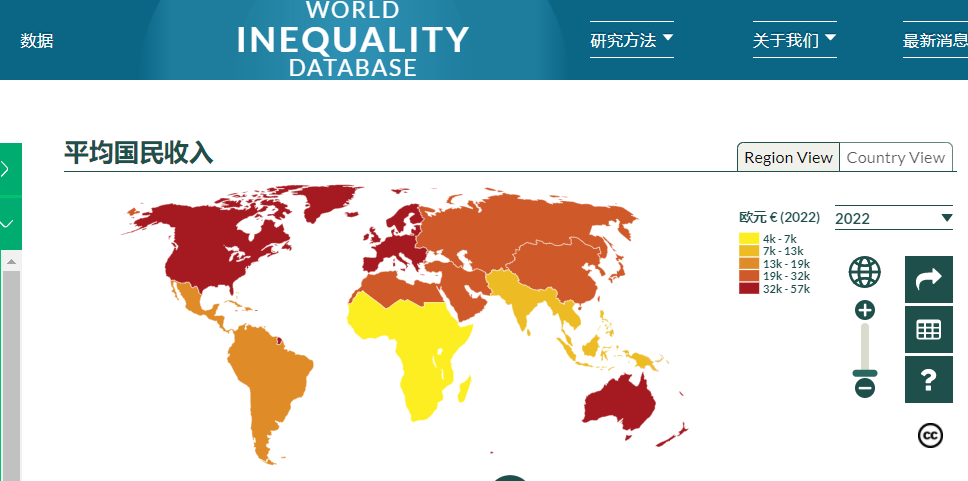 数据
WORLD
INEQUALITY
DATABASE
研究方法
关于我们
最新消息
平均国民收入
Region View
Country View
欧元 € (2022)
2022
4k - 7k
7k - 13k
13k - 19k
19k - 32k
32k - 57k
?
cc